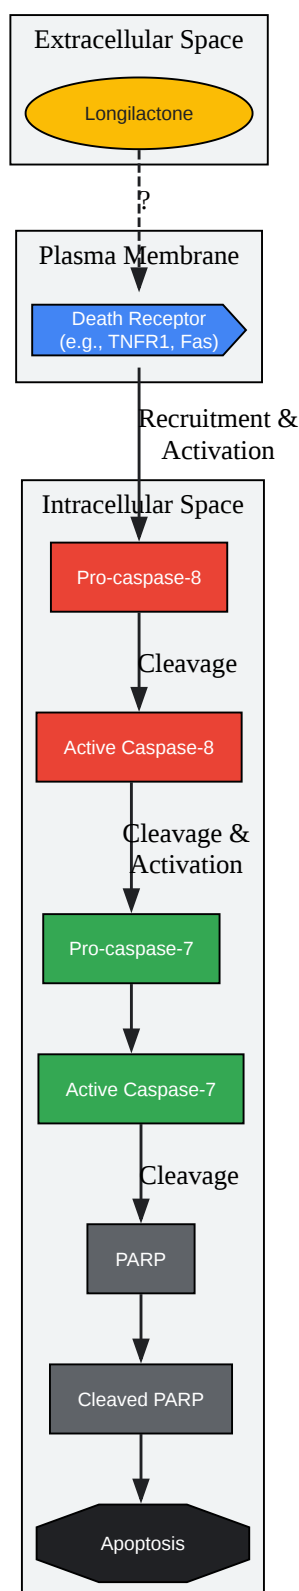 Extracellular Space
Longilactone
?
Plasma Membrane
Death Receptor
(e.g., TNFR1, Fas)
Recruitment &
Activation
Intracellular Space
Pro-caspase-8
Cleavage
Active Caspase-8
Cleavage &
Activation
Pro-caspase-7
Active Caspase-7
Cleavage
PARP
Cleaved PARP
Apoptosis